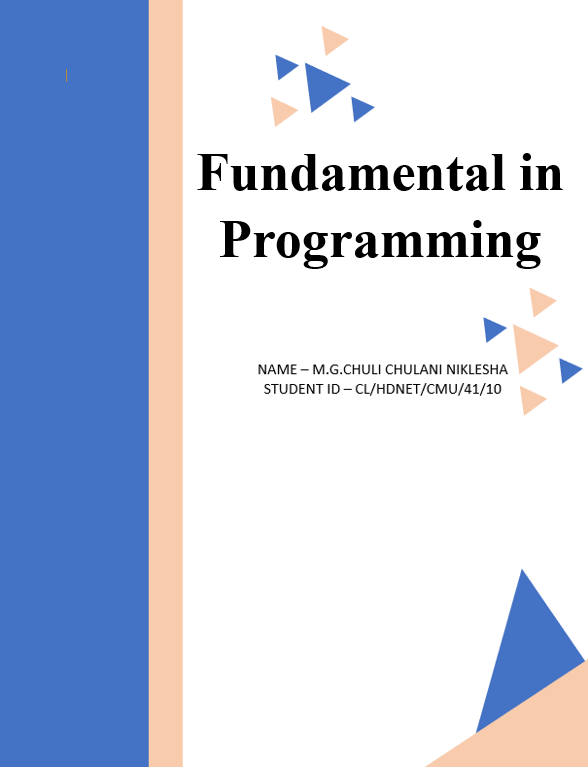 Fundamental in
Programming
NAME – M.G.CHULI CHULANI NIKLESHA
STUDENT ID – CL/HDNET/CMU/41/10